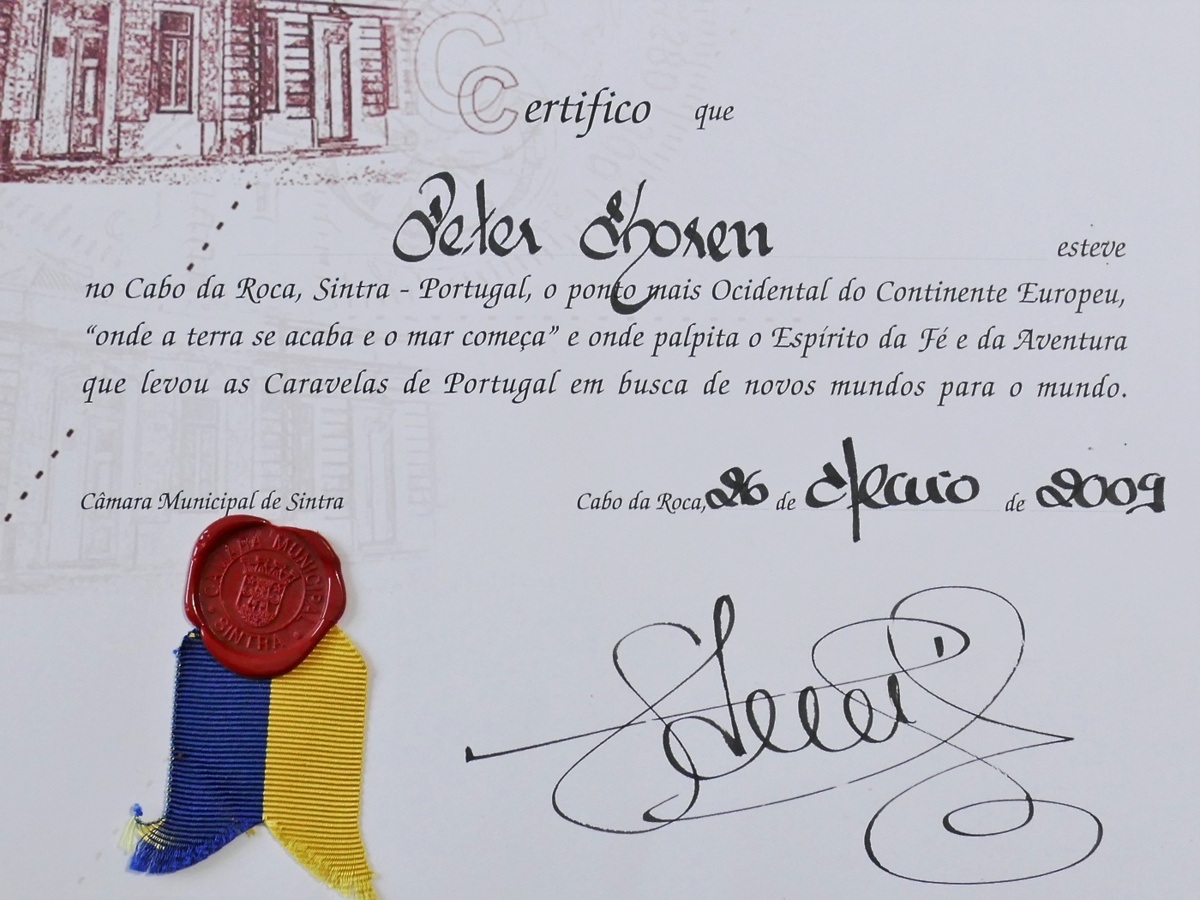 Certifico que
Peter Thoren esteve
no Cabo da Roca, Sintra - Portugal, o ponto mais Ocidental do Continente Europeu,
“onde a terra se acaba e o mar começa” e onde palpita o Espírito da Fé e da Aventura
que levou as Caravelas de Portugal em busca de novos mundos para o mundo.
Câmara Municipal de Sintra
Cabo da Roca, 26 de Maio de 2009
CAMARA MUNICIPAL
SINTRA